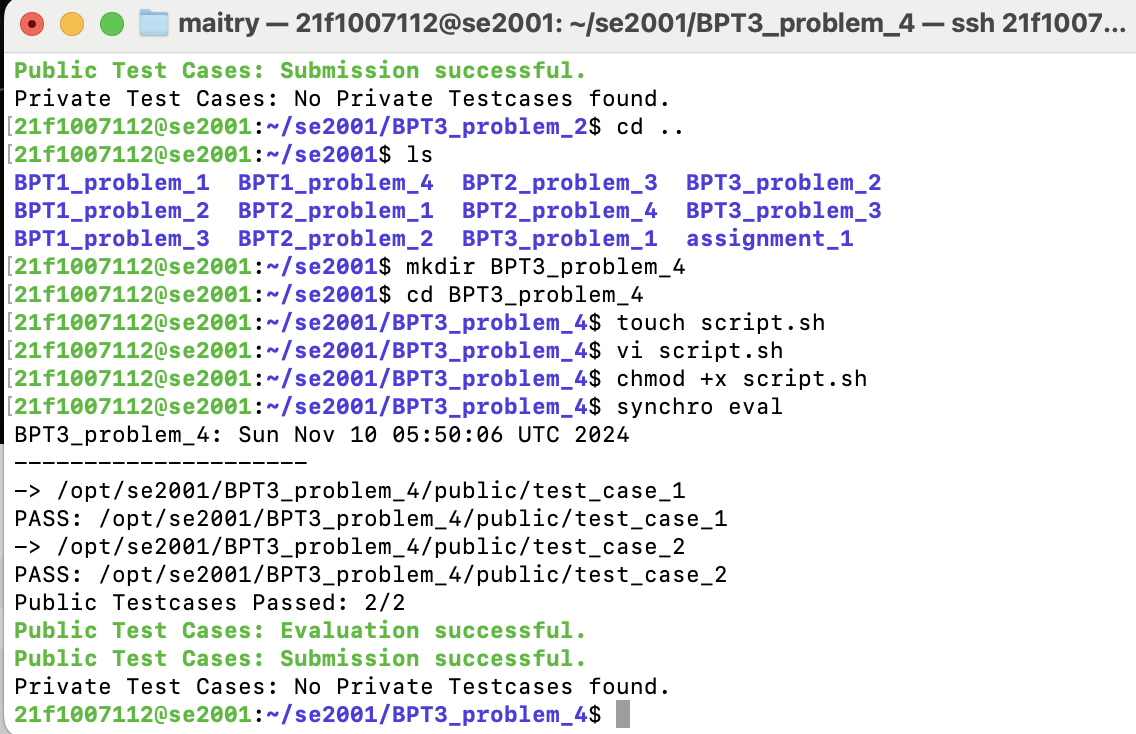 maitry — 21f1007112@se2001: ~/se2001/BPT3_problem_4 — ssh 21f1007...
Public Test Cases: Submission successful.
Private Test Cases: No Private Testcases found.
[21f1007112@se2001:~/se2001/BPT3_problem_2$ cd ..
[21f1007112@se2001:~/se2001$ ls
BPT1_problem_1  BPT1_problem_4  BPT2_problem_3  BPT3_problem_2
BPT1_problem_2  BPT2_problem_1  BPT2_problem_4  BPT3_problem_3
BPT1_problem_3  BPT2_problem_2  BPT3_problem_1  assignment_1
[21f1007112@se2001:~/se2001$ mkdir BPT3_problem_4
[21f1007112@se2001:~/se2001$ cd BPT3_problem_4
[21f1007112@se2001:~/se2001/BPT3_problem_4$ touch script.sh
[21f1007112@se2001:~/se2001/BPT3_problem_4$ vi script.sh
[21f1007112@se2001:~/se2001/BPT3_problem_4$ chmod +x script.sh
[21f1007112@se2001:~/se2001/BPT3_problem_4$ synchro eval
BPT3_problem_4: Sun Nov 10 05:50:06 UTC 2024
---------------------
-> /opt/se2001/BPT3_problem_4/public/test_case_1
PASS: /opt/se2001/BPT3_problem_4/public/test_case_1
-> /opt/se2001/BPT3_problem_4/public/test_case_2
PASS: /opt/se2001/BPT3_problem_4/public/test_case_2
Public Testcases Passed: 2/2
Public Test Cases: Evaluation successful.
Public Test Cases: Submission successful.
Private Test Cases: No Private Testcases found.
21f1007112@se2001:~/se2001/BPT3_problem_4$